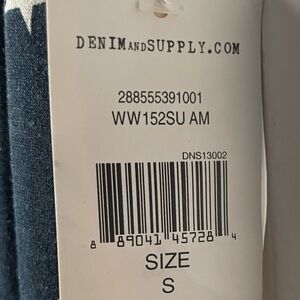 DENIMANDSUPPLY.COM
288555391001
WW152SU AM
DNS13002
8 89041 45728 4
SIZE
S